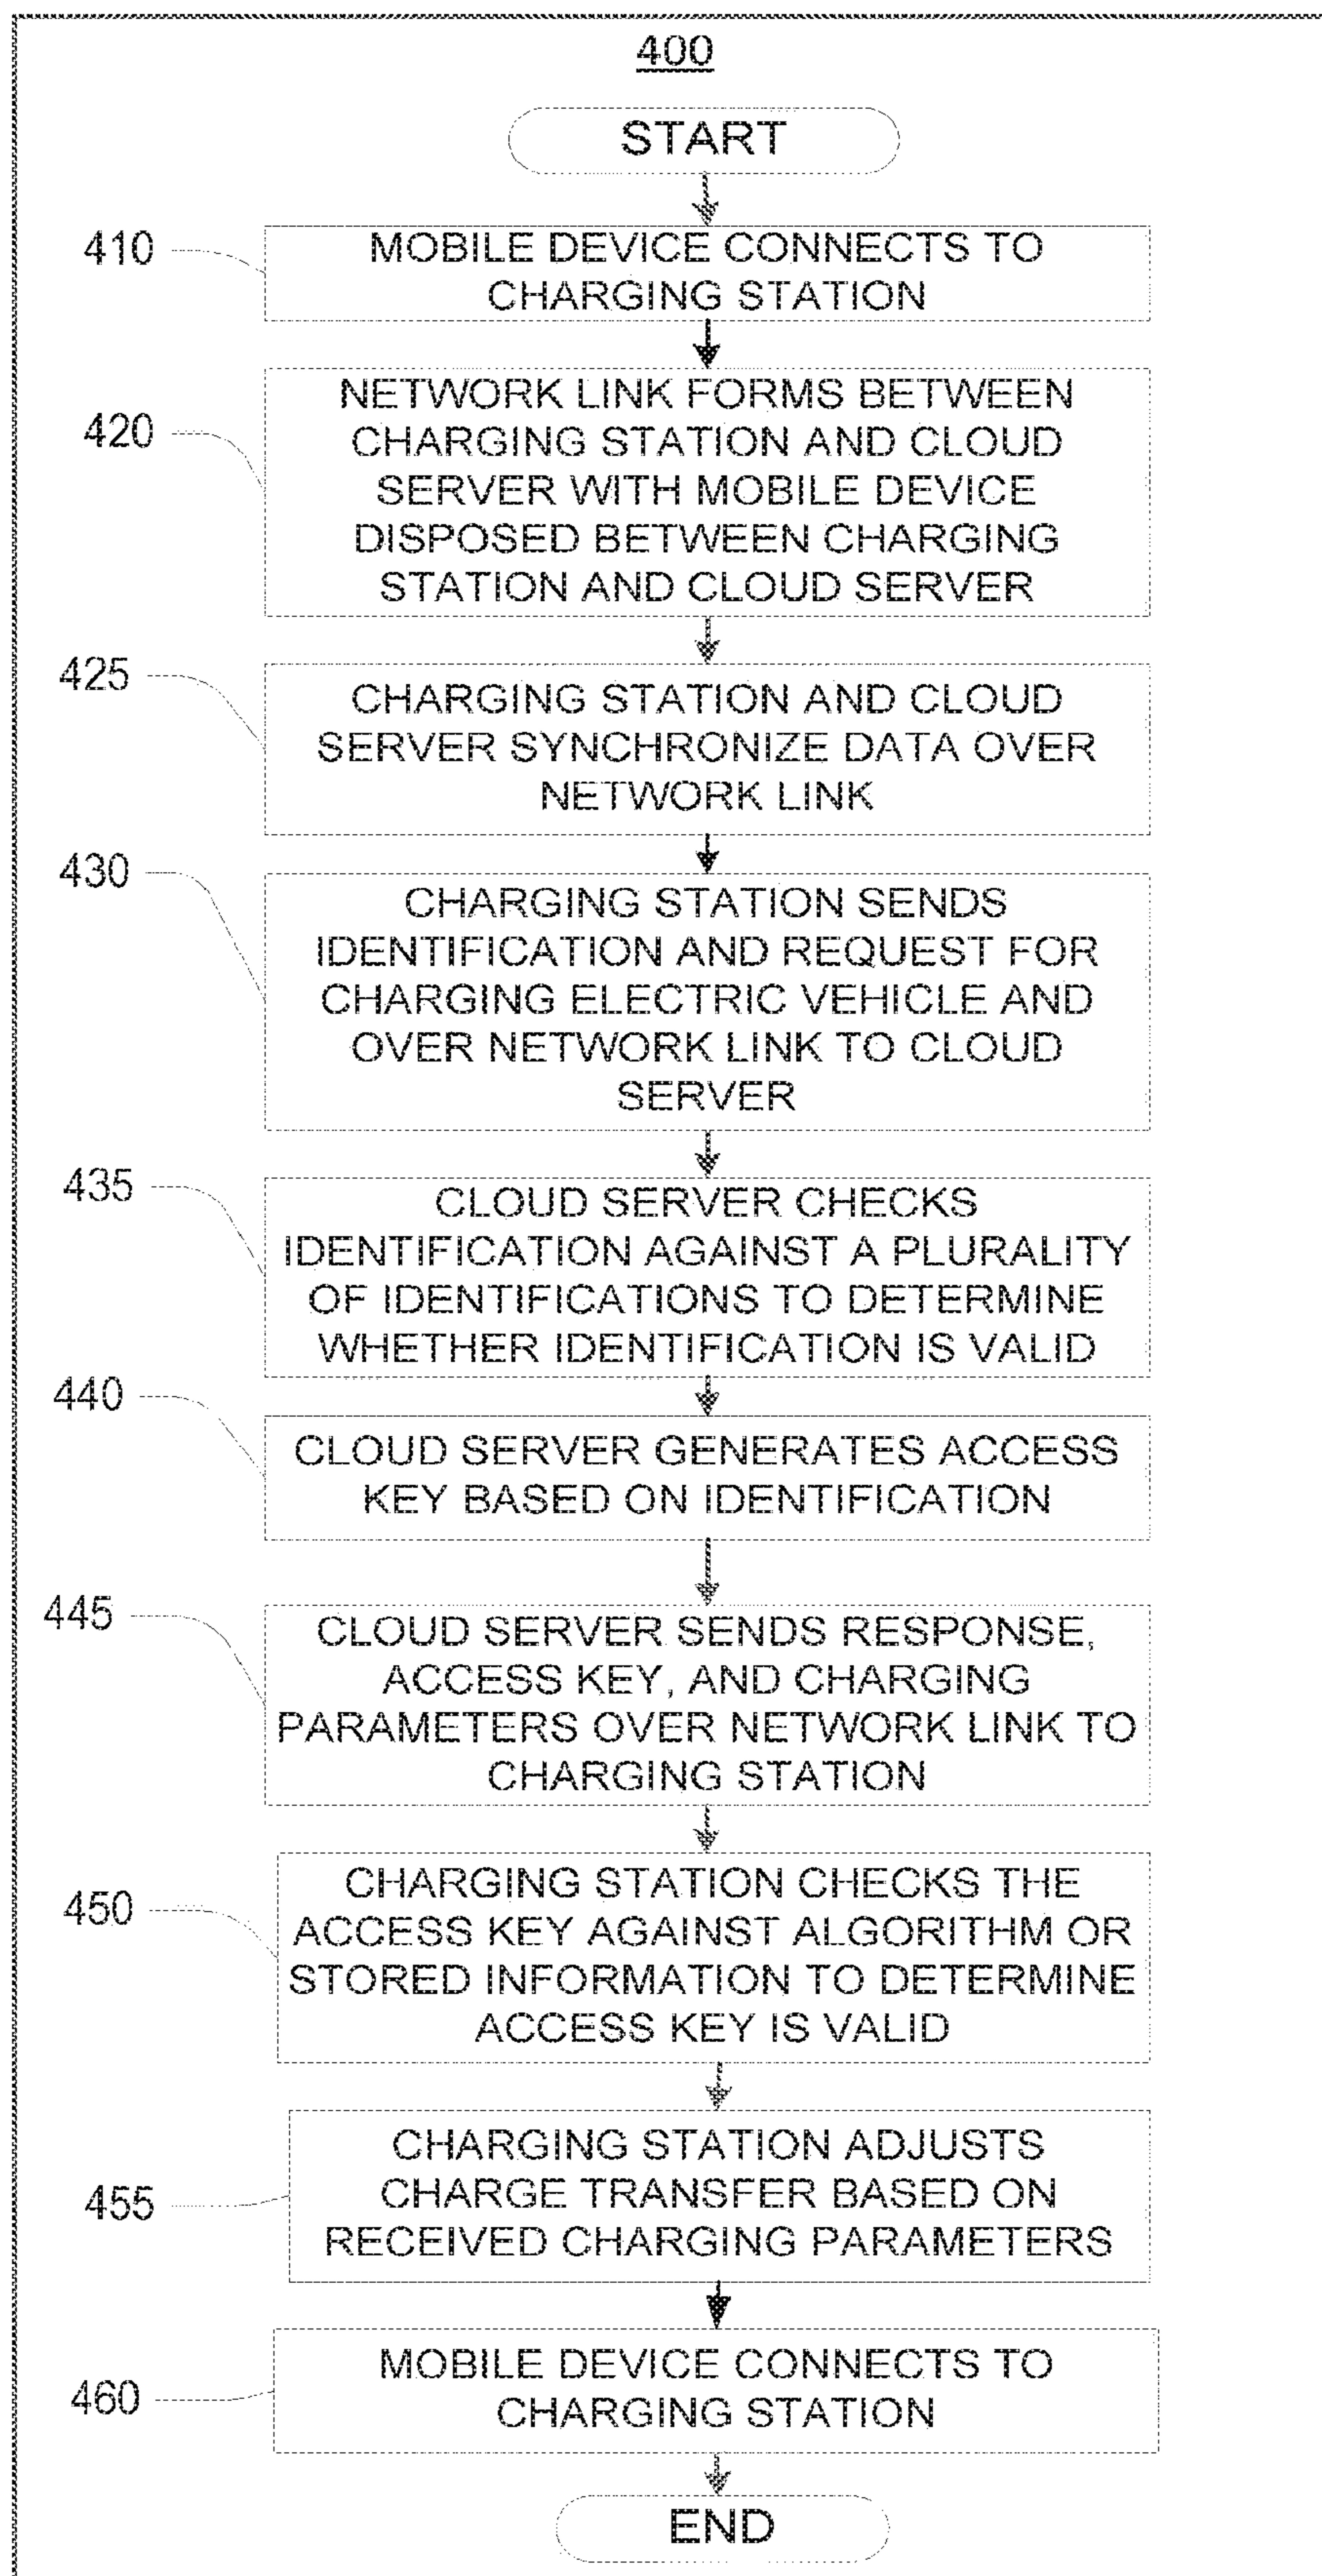 400
START
410
MOBILE DEVICE CONNECTS TO
CHARGING STATION
420
NETWORK LINK FORMS BETWEEN
CHARGING STATION AND CLOUD
SERVER WITH MOBILE DEVICE
DISPOSED BETWEEN CHARGING
STATION AND CLOUD SERVER
425
CHARGING STATION AND CLOUD
SERVER SYNCHRONIZE DATA OVER
NETWORK LINK
430
CHARGING STATION SENDS
IDENTIFICATION AND REQUEST FOR
CHARGING ELECTRIC VEHICLE AND
OVER NETWORK LINK TO CLOUD
SERVER
435
CLOUD SERVER CHECKS
IDENTIFICATION AGAINST A PLURALITY
OF IDENTIFICATIONS TO DETERMINE
WHETHER IDENTIFICATION IS VALID
440
CLOUD SERVER GENERATES ACCESS
KEY BASED ON IDENTIFICATION
445
CLOUD SERVER SENDS RESPONSE,
ACCESS KEY, AND CHARGING
PARAMETERS OVER NETWORK LINK TO
CHARGING STATION
450
CHARGING STATION CHECKS THE
ACCESS KEY AGAINST ALGORITHM OR
STORED INFORMATION TO DETERMINE
ACCESS KEY IS VALID
455
CHARGING STATION ADJUSTS
CHARGE TRANSFER BASED ON
RECEIVED CHARGING PARAMETERS
460
MOBILE DEVICE CONNECTS TO
CHARGING STATION
END